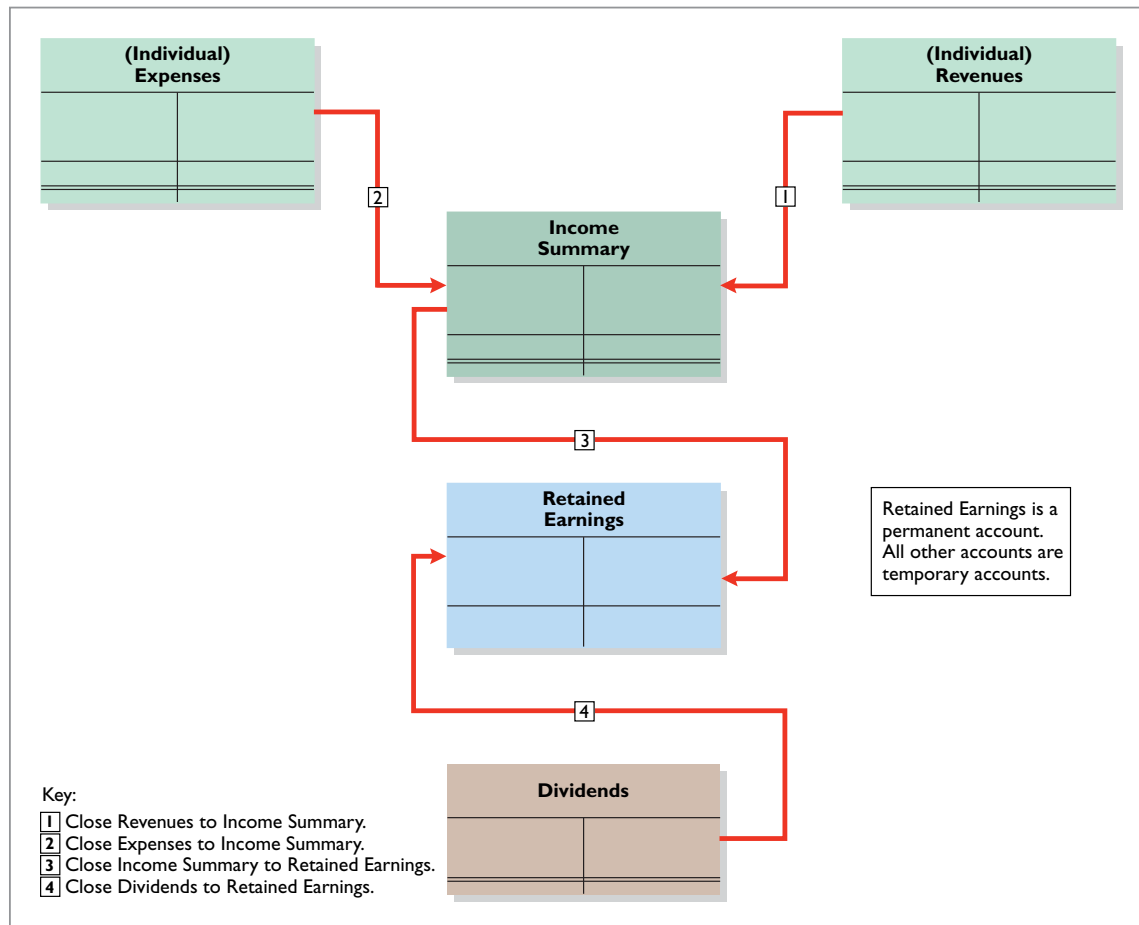 (Individual)
Expenses
(Individual)
Revenues
2
1
Income
Summary
3
Retained
Earnings
Retained Earnings is a
permanent account.
All other accounts are
temporary accounts.
4
Dividends
Key:
1 Close Revenues to Income Summary.
2 Close Expenses to Income Summary.
3 Close Income Summary to Retained Earnings.
4 Close Dividends to Retained Earnings.